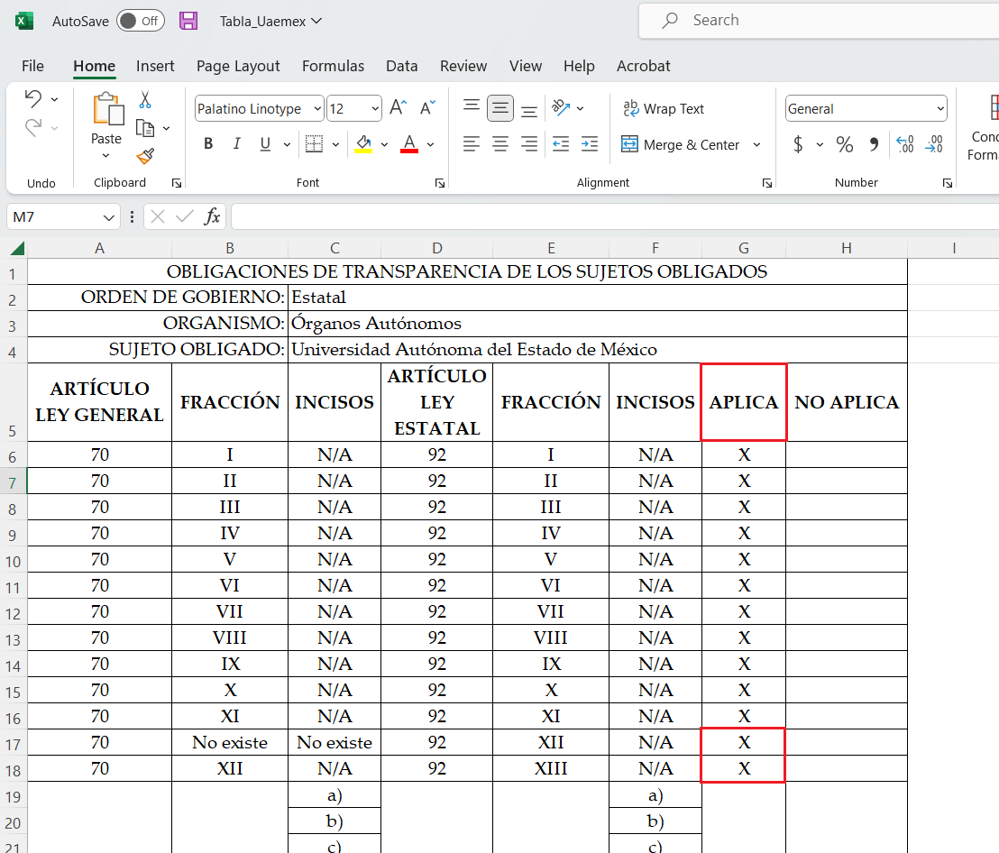 AutoSave Off Tabla_Uaemex Search
File Home Insert Page Layout Formulas Data Review View Help Acrobat
Palatino Linotype 12 Wrap Text General
Paste B I U A Merge & Center $ % Conc
Forma
Undo Clipboard Font Alignment Number
M7 fx
A B C D E F G H I
1 OBLIGACIONES DE TRANSPARENCIA DE LOS SUJETOS OBLIGADOS
2 ORDEN DE GOBIERNO: Estatal
3 ORGANISMO: Órganos Autónomos
4 SUJETO OBLIGADO: Universidad Autónoma del Estado de México
5 ARTÍCULO LEY GENERAL FRACCIÓN INCISOS ARTÍCULO LEY ESTATAL FRACCIÓN INCISOS APLICA NO APLICA
6 70 I N/A 92 I N/A X
7 70 II N/A 92 II N/A X
8 70 III N/A 92 III N/A X
9 70 IV N/A 92 IV N/A X
10 70 V N/A 92 V N/A X
11 70 VI N/A 92 VI N/A X
12 70 VII N/A 92 VII N/A X
13 70 VIII N/A 92 VIII N/A X
14 70 IX N/A 92 IX N/A X
15 70 X N/A 92 X N/A X
16 70 XI N/A 92 XI N/A X
17 70 No existe No existe 92 XII N/A X
18 70 XII N/A 92 XIII N/A X
19 a) a)
20 b) b)
21 c) c)